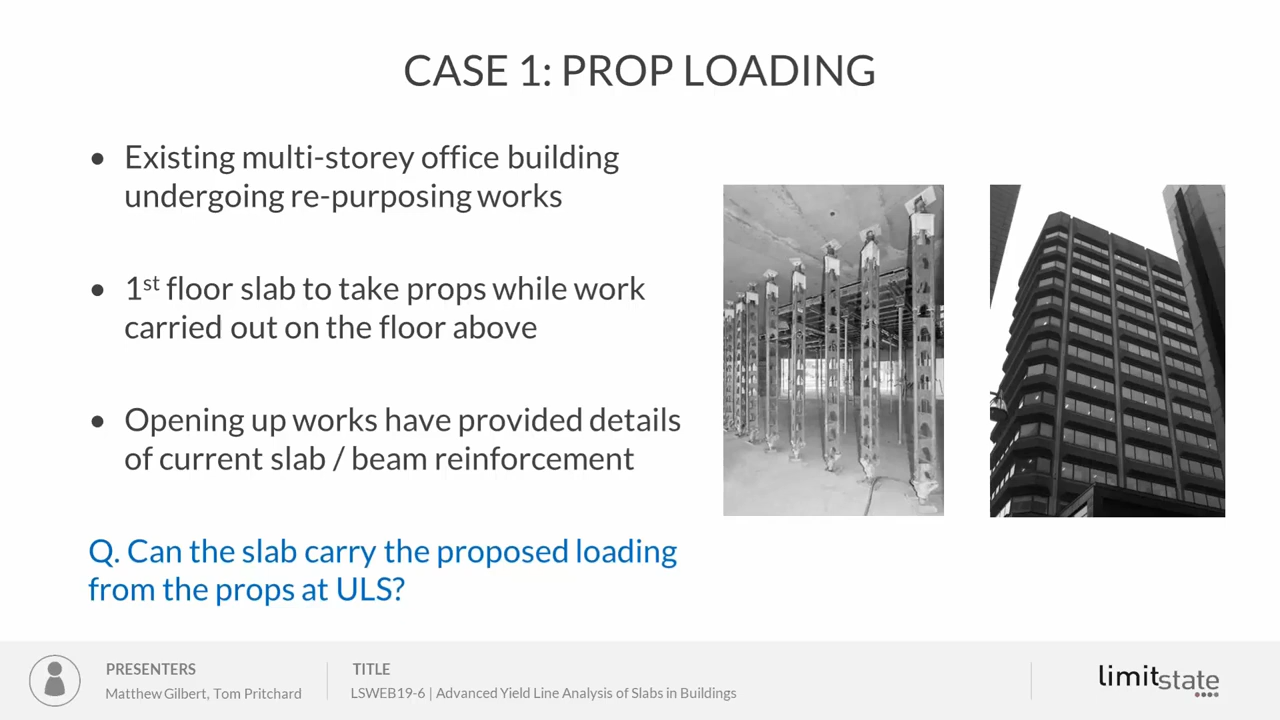 CASE 1: PROP LOADING
• Existing multi-storey office building
undergoing re-purposing works
• 1st floor slab to take props while work
carried out on the floor above
• Opening up works have provided details
of current slab / beam reinforcement
Q. Can the slab carry the proposed loading
from the props at ULS?
PRESENTERS
Matthew Gilbert, Tom Pritchard
TITLE
LSWEB19-6 | Advanced Yield Line Analysis of Slabs in Buildings
limitstate